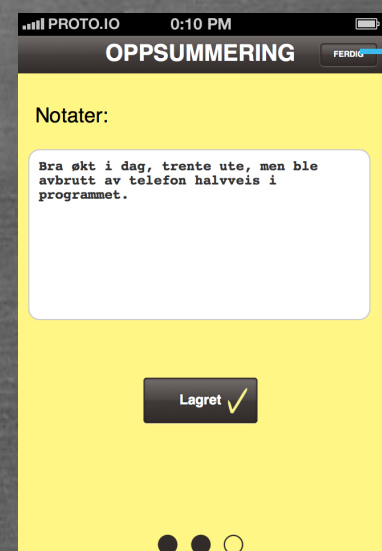 PROTO.IO 0:10 PM
OPPSUMMERING FERDIG
Notater:
Bra økt i dag, trente ute, men ble
avbrutt av telefon halvveis i
programmet.
Lagret